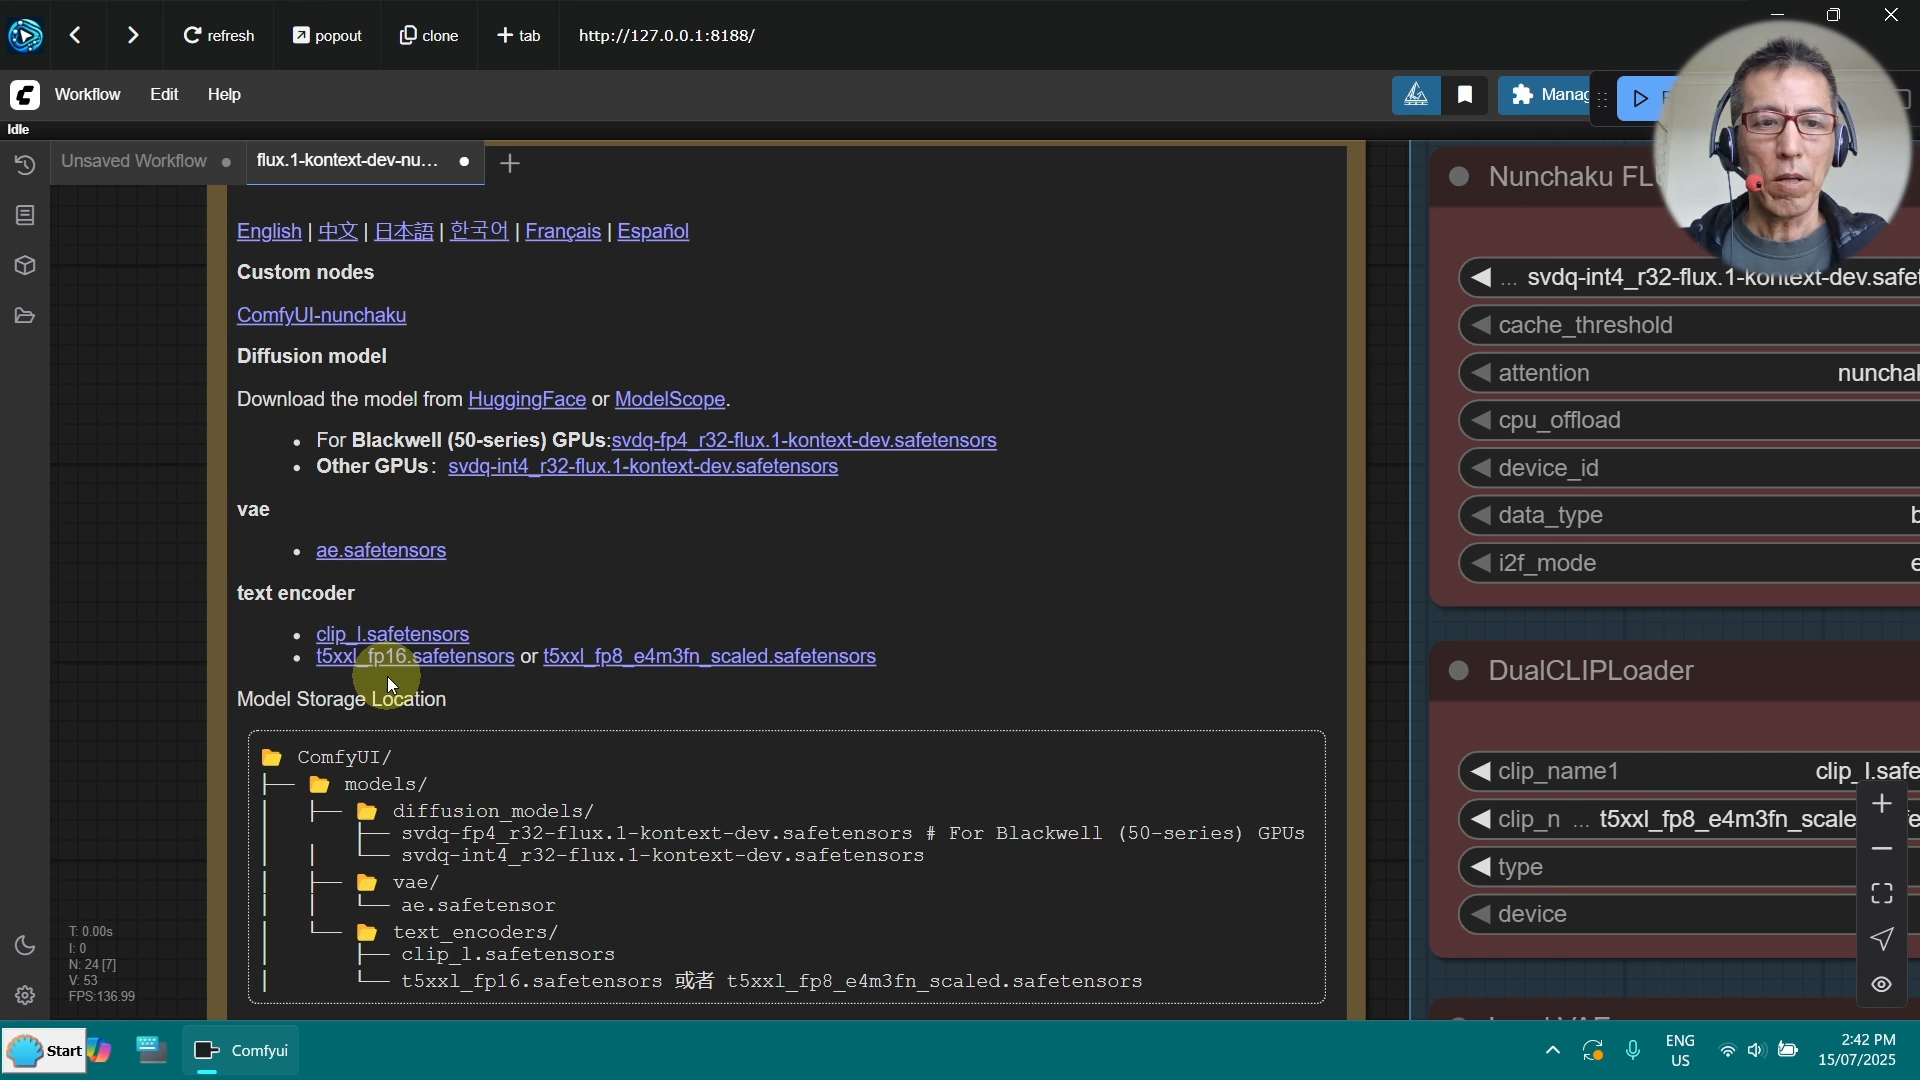 refresh
popout
clone
tab
http://127.0.0.1:8188/
Workflow
Edit
Help
Idle
Unsaved Workflow
flux.1-kontext-dev-nu...
English | 中文 | 日本語 | 한국어 | Français | Español
Custom nodes
ComfyUI-nunchaku
Diffusion model
Download the model from HuggingFace or ModelScope.
For Blackwell (50-series) GPUs:svdq-fp4_r32-flux.1-kontext-dev.safetensors
Other GPUs: svdq-int4_r32-flux.1-kontext-dev.safetensors
vae
ae.safetensors
text encoder
clip_l.safetensors
t5xxl_fp16.safetensors or t5xxl_fp8_e4m3fn_scaled.safetensors
Model Storage Location
ComfyUI/
├── models/
├── diffusion_models/
├── svdq-fp4_r32-flux.1-kontext-dev.safetensors # For Blackwell (50-series) GPUs
└── svdq-int4_r32-flux.1-kontext-dev.safetensors
├── vae/
└── ae.safetensor
└── text_encoders/
├── clip_l.safetensors
└── t5xxl_fp16.safetensors 或者 t5xxl_fp8_e4m3fn_scaled.safetensors
T: 0.00s
I: 0
N: 24 [7]
V: 53
FPS:136.99
Manag
Nunchaku FL
... svdq-int4_r32-flux.1-kontext-dev.safet
cache_threshold
attention nunchak
cpu_offload
device_id
data_type b
i2f_mode e
DualCLIPLoader
clip_name1 clip_l.safe
clip_n ... t5xxl_fp8_e4m3fn_scale
type
device
Start
Comfyui
ENG
US
2:42 PM
15/07/2025